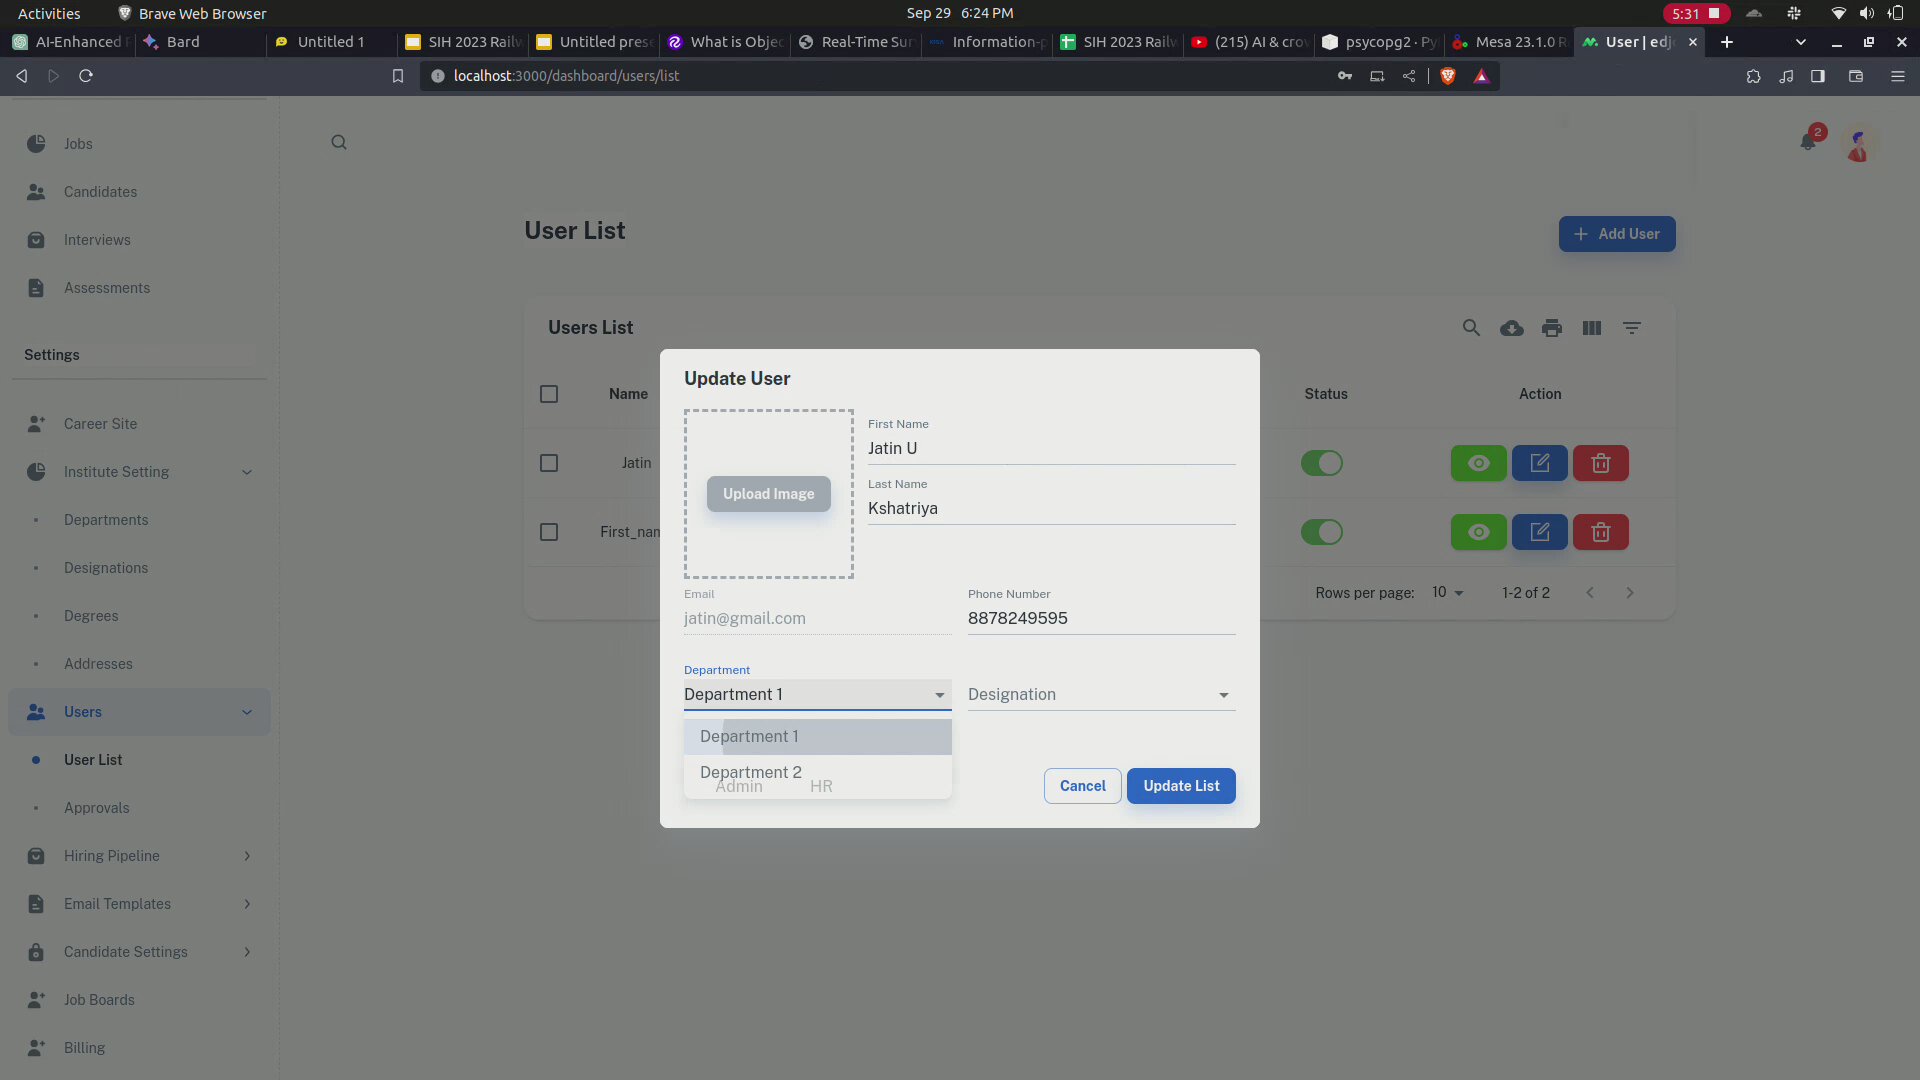 Activities
Brave Web Browser
Sep 29 6:24 PM
5:31
AI-Enhanced
Bard
Untitled 1
SIH 2023 Railw
Untitled prese
What is Objec
Real-Time Sur
Information-p
SIH 2023 Railw
(215) AI & crow
psycopg2 · Py
Mesa 23.1.0 R
User | edjo
localhost:3000/dashboard/users/list
Jobs
Candidates
Interviews
Assessments
Settings
Career Site
Institute Setting
Departments
Designations
Degrees
Addresses
Users
User List
Approvals
Hiring Pipeline
Email Templates
Candidate Settings
Job Boards
Billing
2
User List
Add User
Users List
Name
Status
Action
Jatin
First_nam
Rows per page: 10
1-2 of 2
Update User
Upload Image
First Name
Jatin U
Last Name
Kshatriya
Email
jatin@gmail.com
Phone Number
8878249595
Department
Department 1
Designation
Department 1
Department 2
Admin
HR
Cancel
Update List